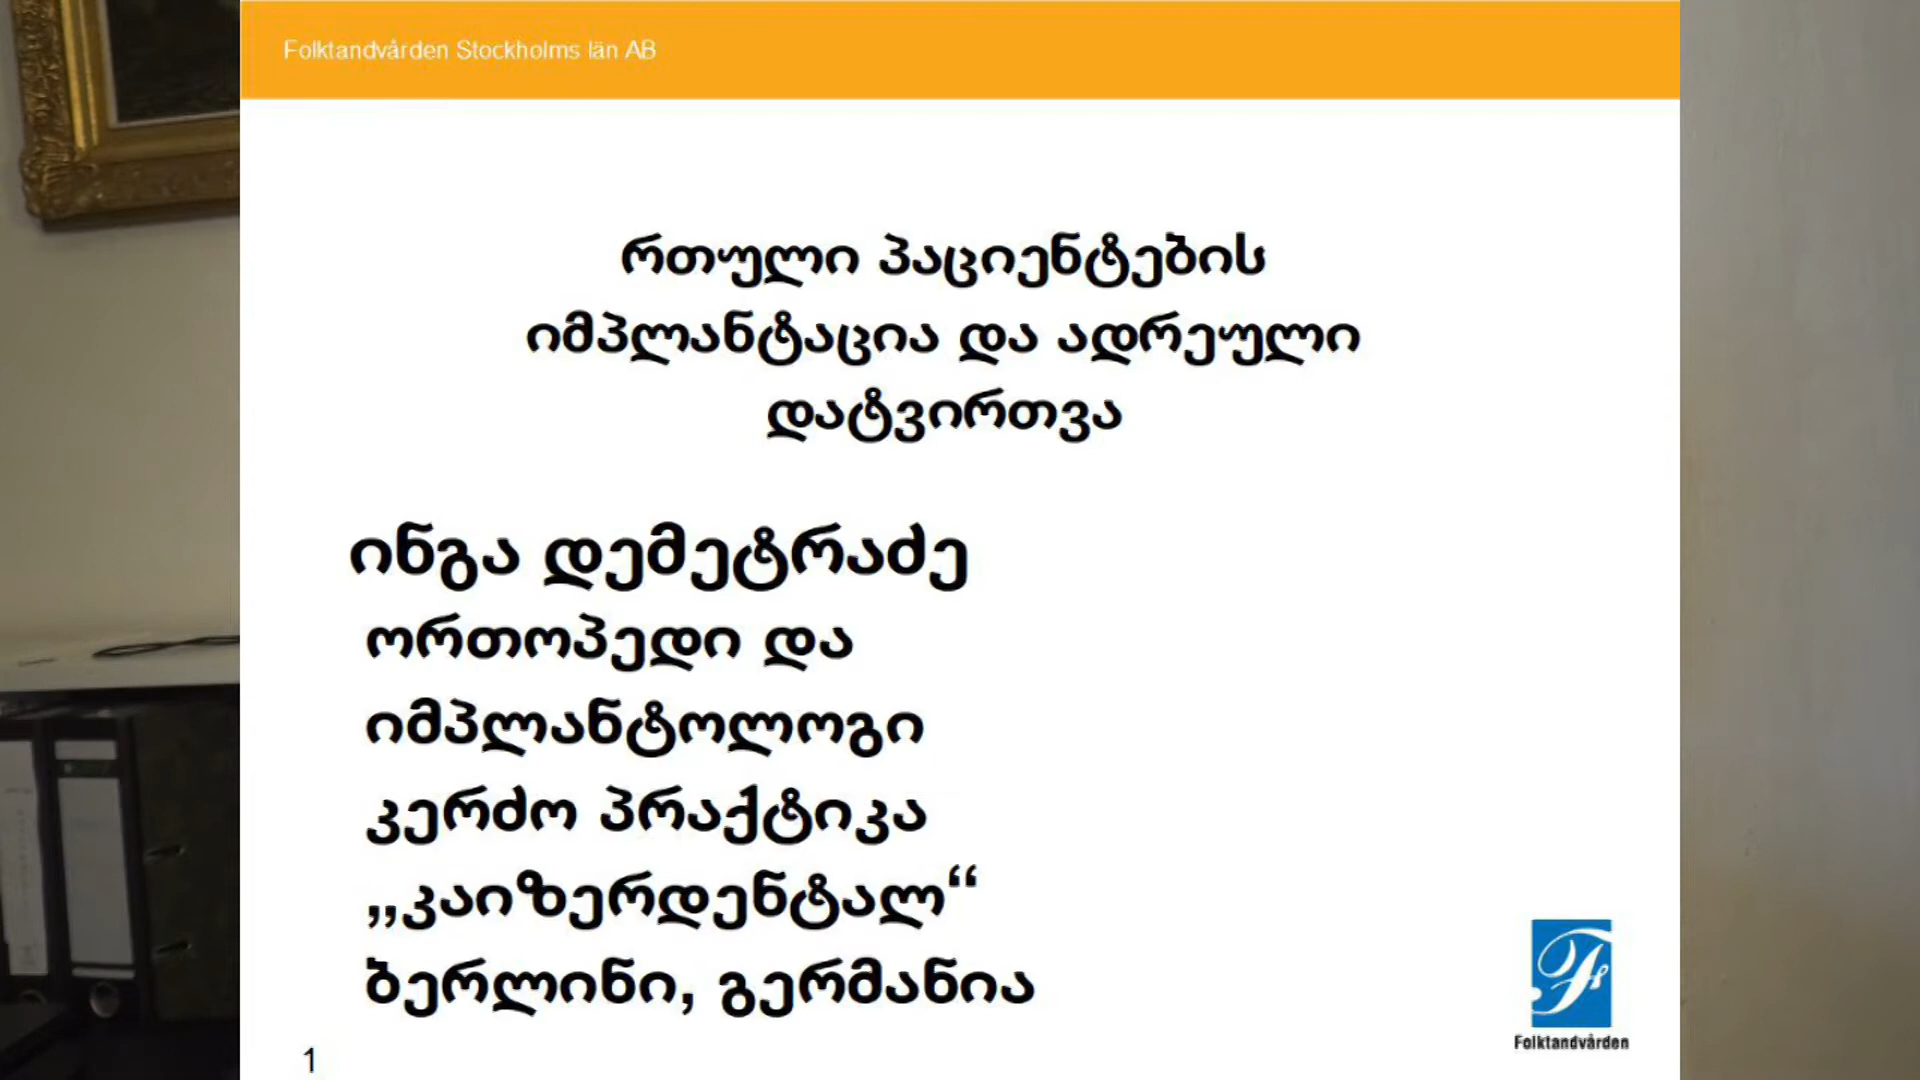 Folktandvården Stockholms län AB
რთული პაციენტების
იმპლანტაცია და ადრეული
დატვირთვა
ინგა დემეტრაძე
ორთოპედი და
იმპლანტოლოგი
კერძო პრაქტიკა
„კაიზერდენტალ“
ბერლინი, გერმანია
Folktandvården
1